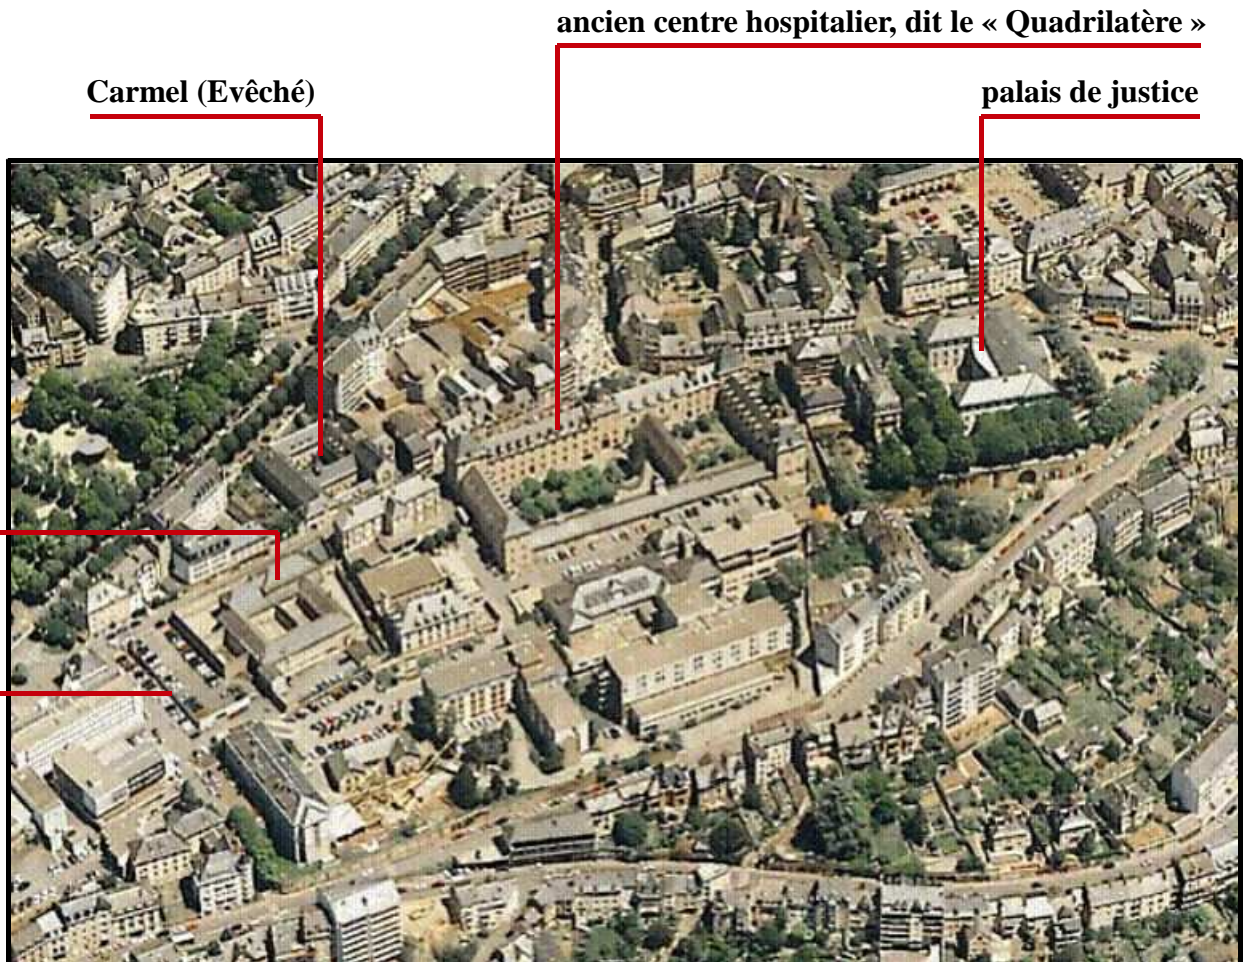 ancien centre hospitalier, dit le « Quadrilatère »
Carmel (Evêché)
palais de justice